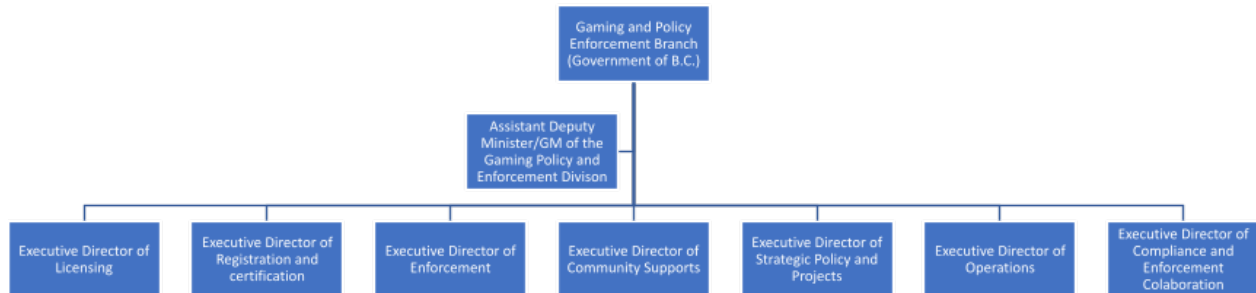 Gaming and Policy
Enforcement Branch
(Government of B.C.)
Assistant Deputy
Minister/GM of the
Gaming Policy and
Enforcement Divison
Executive Director of
Licensing
Executive Director of
Registration and
certification
Executive Director of
Enforcement
Executive Director of
Community Supports
Executive Director of
Strategic Policy and
Projects
Executive Director of
Operations
Executive Director of
Compliance and
Enforcement
Colaboration